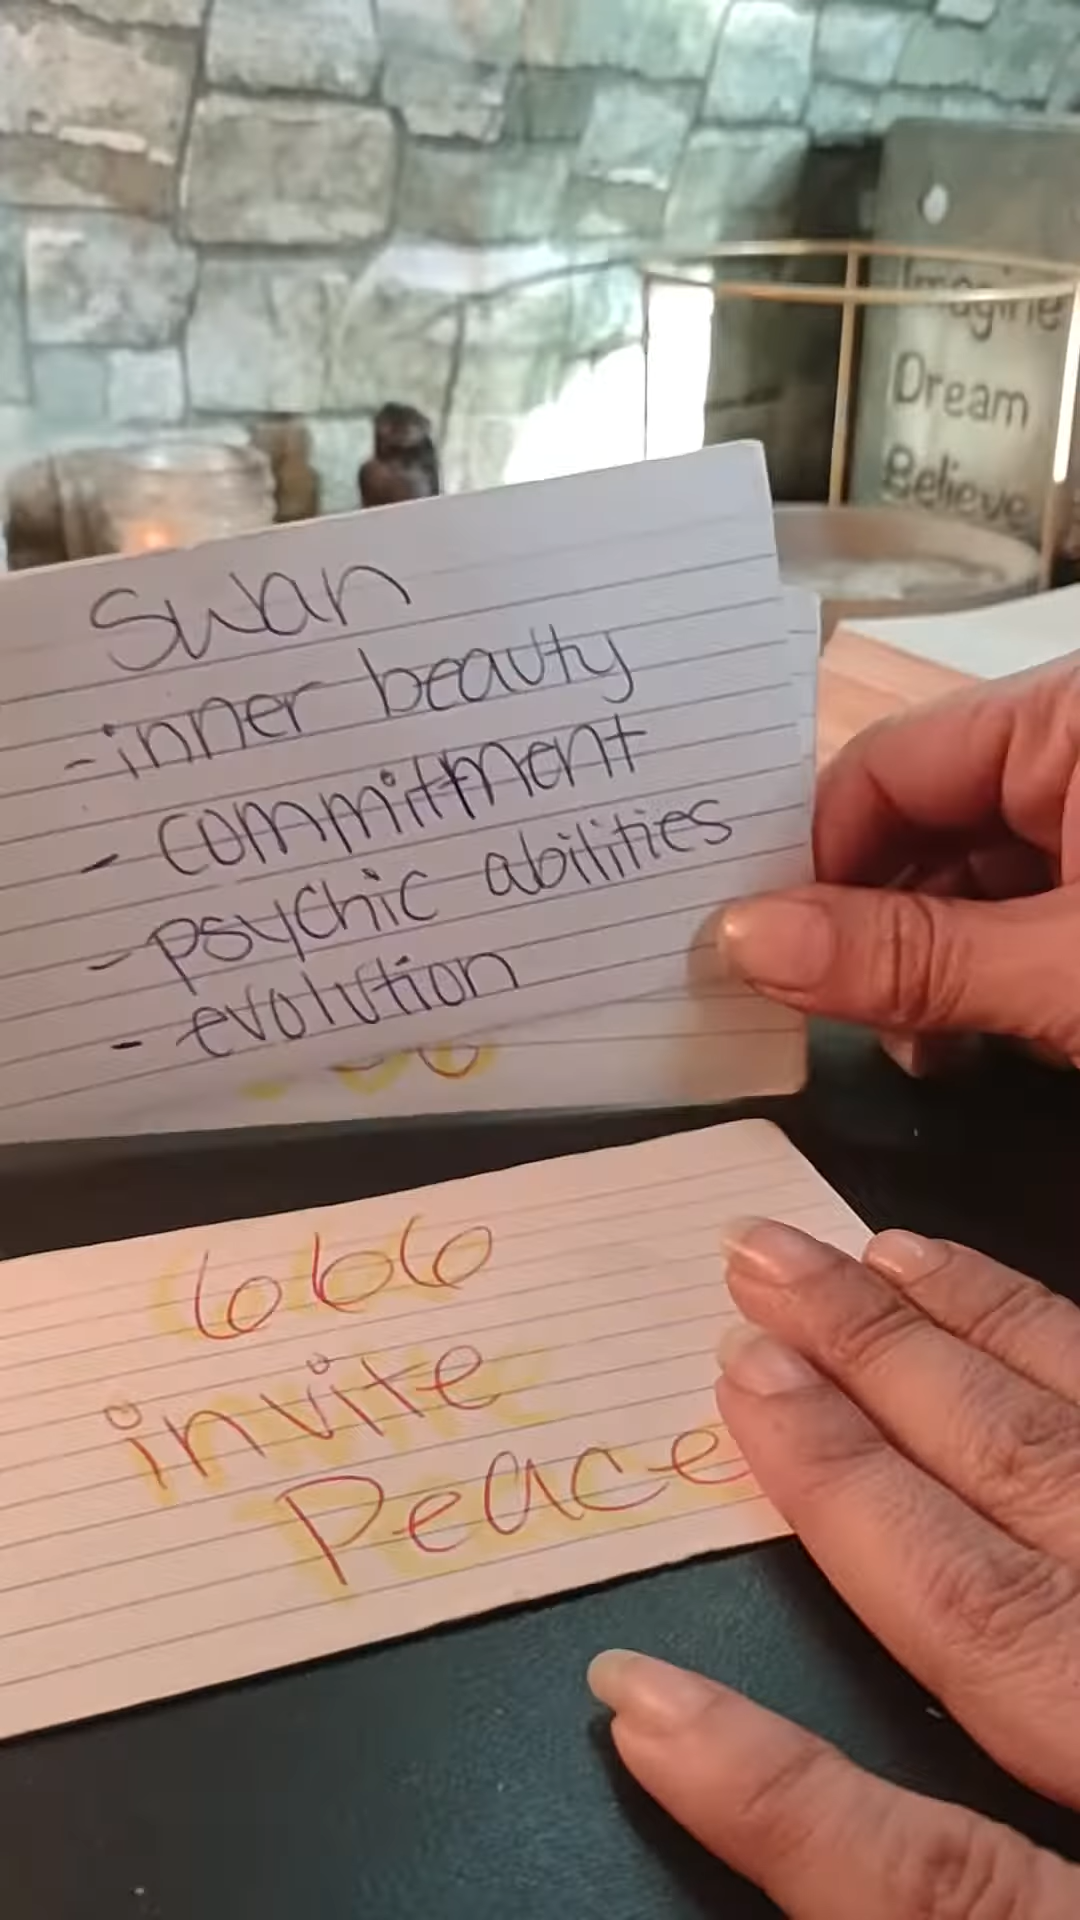 Imagine
Dream
Believe
Swan
- inner beauty
- commitment
- psychic abilities
- evolution
666
invite
Peace